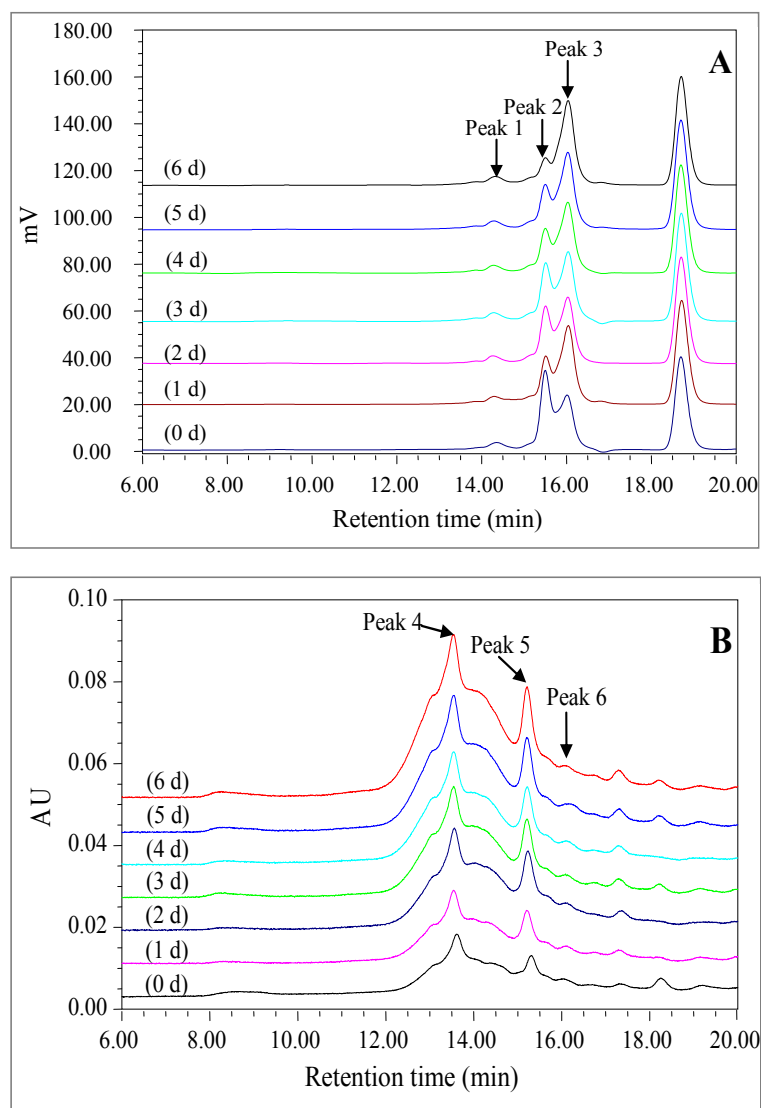 180.00
A
Peak 3
160.00
Peak 2
140.00
Peak 1
120.00
(6 d)
100.00
(5 d)
mV
80.00
(4 d)
60.00
(3 d)
40.00
(2 d)
20.00
(1 d)
0.00
(0 d)
6.00 8.00 10.00 12.00 14.00 16.00 18.00 20.00
Retention time (min)
0.10
B
Peak 4
Peak 5
0.08
Peak 6
0.06
(6 d)
AU
(5 d)
0.04
(4 d)
(3 d)
0.02
(2 d)
(1 d)
0.00
(0 d)
6.00 8.00 10.00 12.00 14.00 16.00 18.00 20.00
Retention time (min)